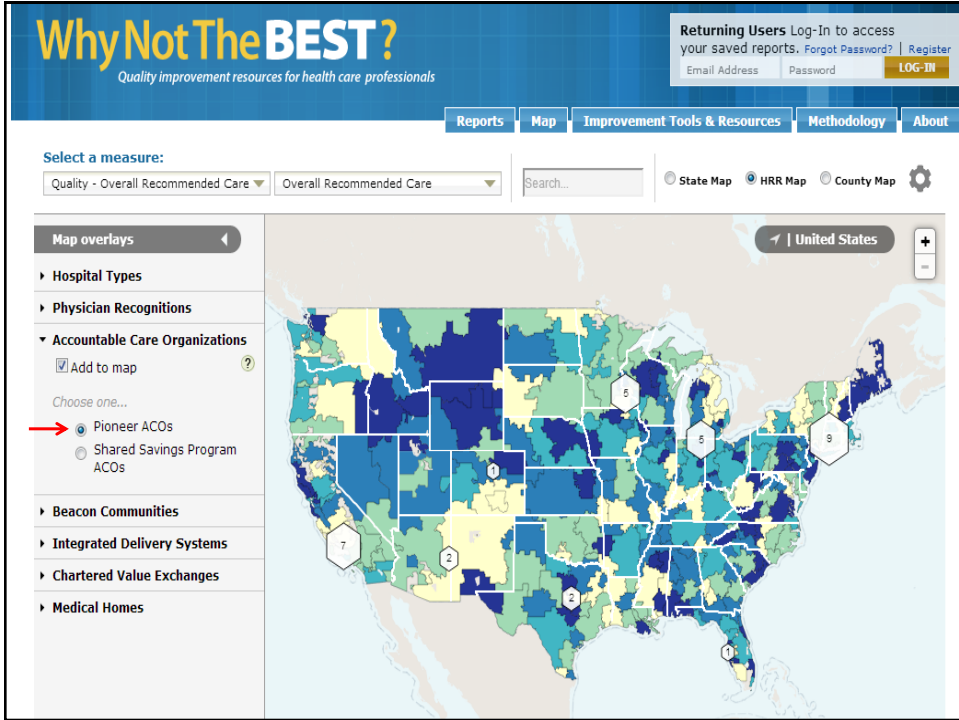 WhyNotTheBEST?
Quality improvement resources for health care professionals
Returning Users Log-In to access
your saved reports. Forgot Password? | Register
Email Address Password LOG-IN
Reports Map Improvement Tools & Resources Methodology About
Select a measure:
Quality - Overall Recommended Care Overall Recommended Care Search... State Map HRR Map County Map
Map overlays
| United States
+
-
Hospital Types
Physician Recognitions
Accountable Care Organizations
Add to map ?
Choose one...
Pioneer ACOs
Shared Savings Program
ACOs
Beacon Communities
Integrated Delivery Systems
Chartered Value Exchanges
Medical Homes
5
5
9
1
7
2
2
1